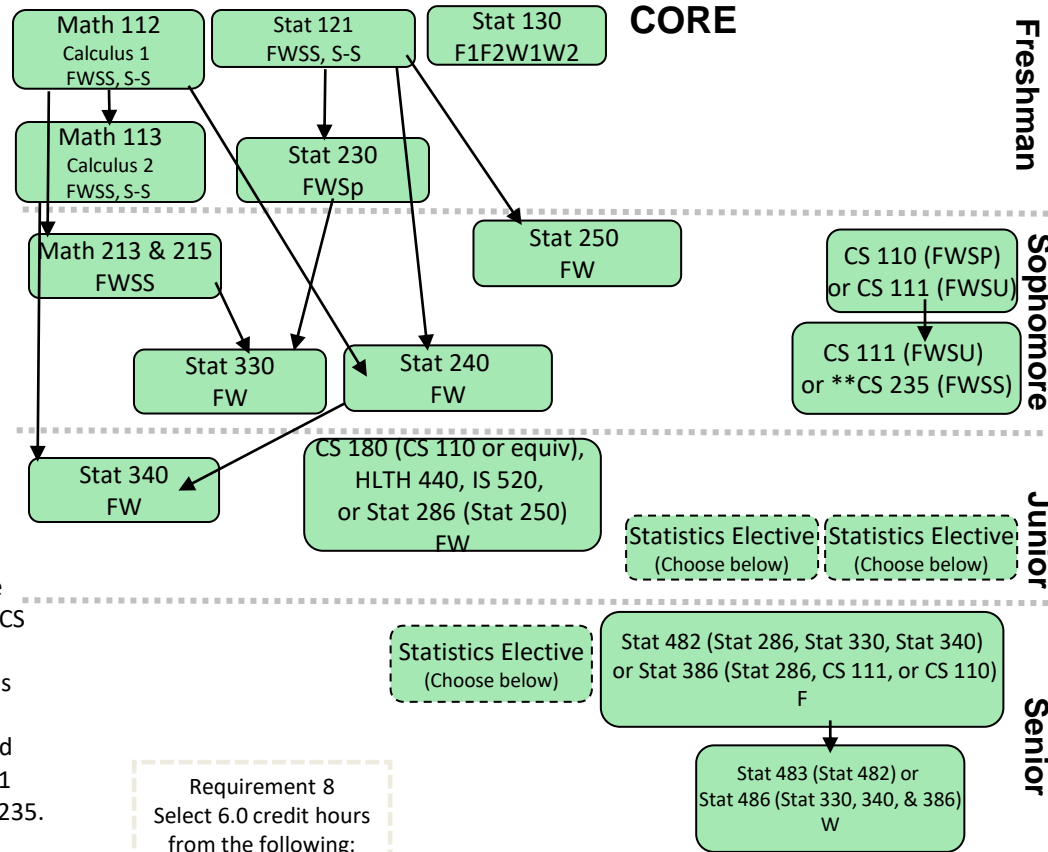 CORE
Freshman
Math 112
Calculus 1
FWSS, S-S
Stat 121
FWSS, S-S
Stat 130
F1F2W1W2
Math 113
Calculus 2
FWSS, S-S
Stat 230
FWSp
Sophomore
Math 213 & 215
FWSS
Stat 250
FW
CS 110 (FWSP)
or CS 111 (FWSU)
Stat 330
FW
Stat 240
FW
CS 111 (FWSU)
or **CS 235 (FWSS)
Junior
Stat 340
FW
CS 180 (CS 110 or equiv),
HLTH 440, IS 520,
or Stat 286 (Stat 250)
FW
Statistics Elective
(Choose below)
Statistics Elective
(Choose below)
Senior
CS
Statistics Elective
(Choose below)
Stat 482 (Stat 286, Stat 330, Stat 340)
or Stat 386 (Stat 286, CS 111, or CS 110)
F
Stat 483 (Stat 482) or
Stat 486 (Stat 330, 340, & 386)
W
235.
Requirement 8
Select 6.0 credit hours
from the following: